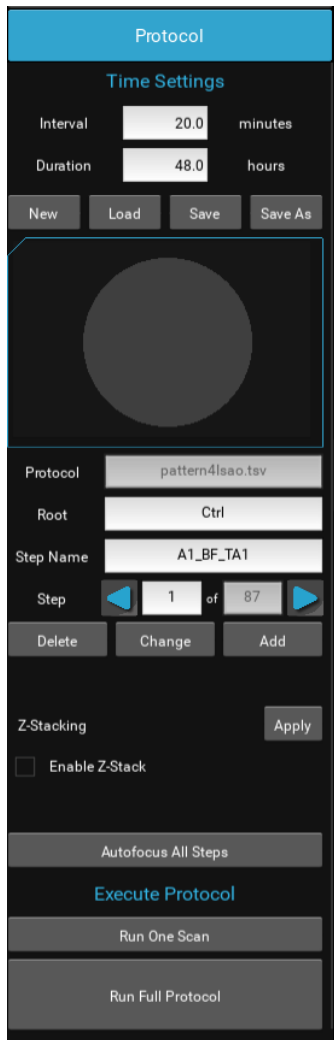 Protocol
Time Settings
Interval 20.0 minutes
Duration 48.0 hours
New Load Save Save As
Protocol pattern4lsao.tsv
Root Ctrl
Step Name A1_BF_TA1
Step 1 of 87
Delete Change Add
Z-Stacking Apply
Enable Z-Stack
Autofocus All Steps
Execute Protocol
Run One Scan
Run Full Protocol